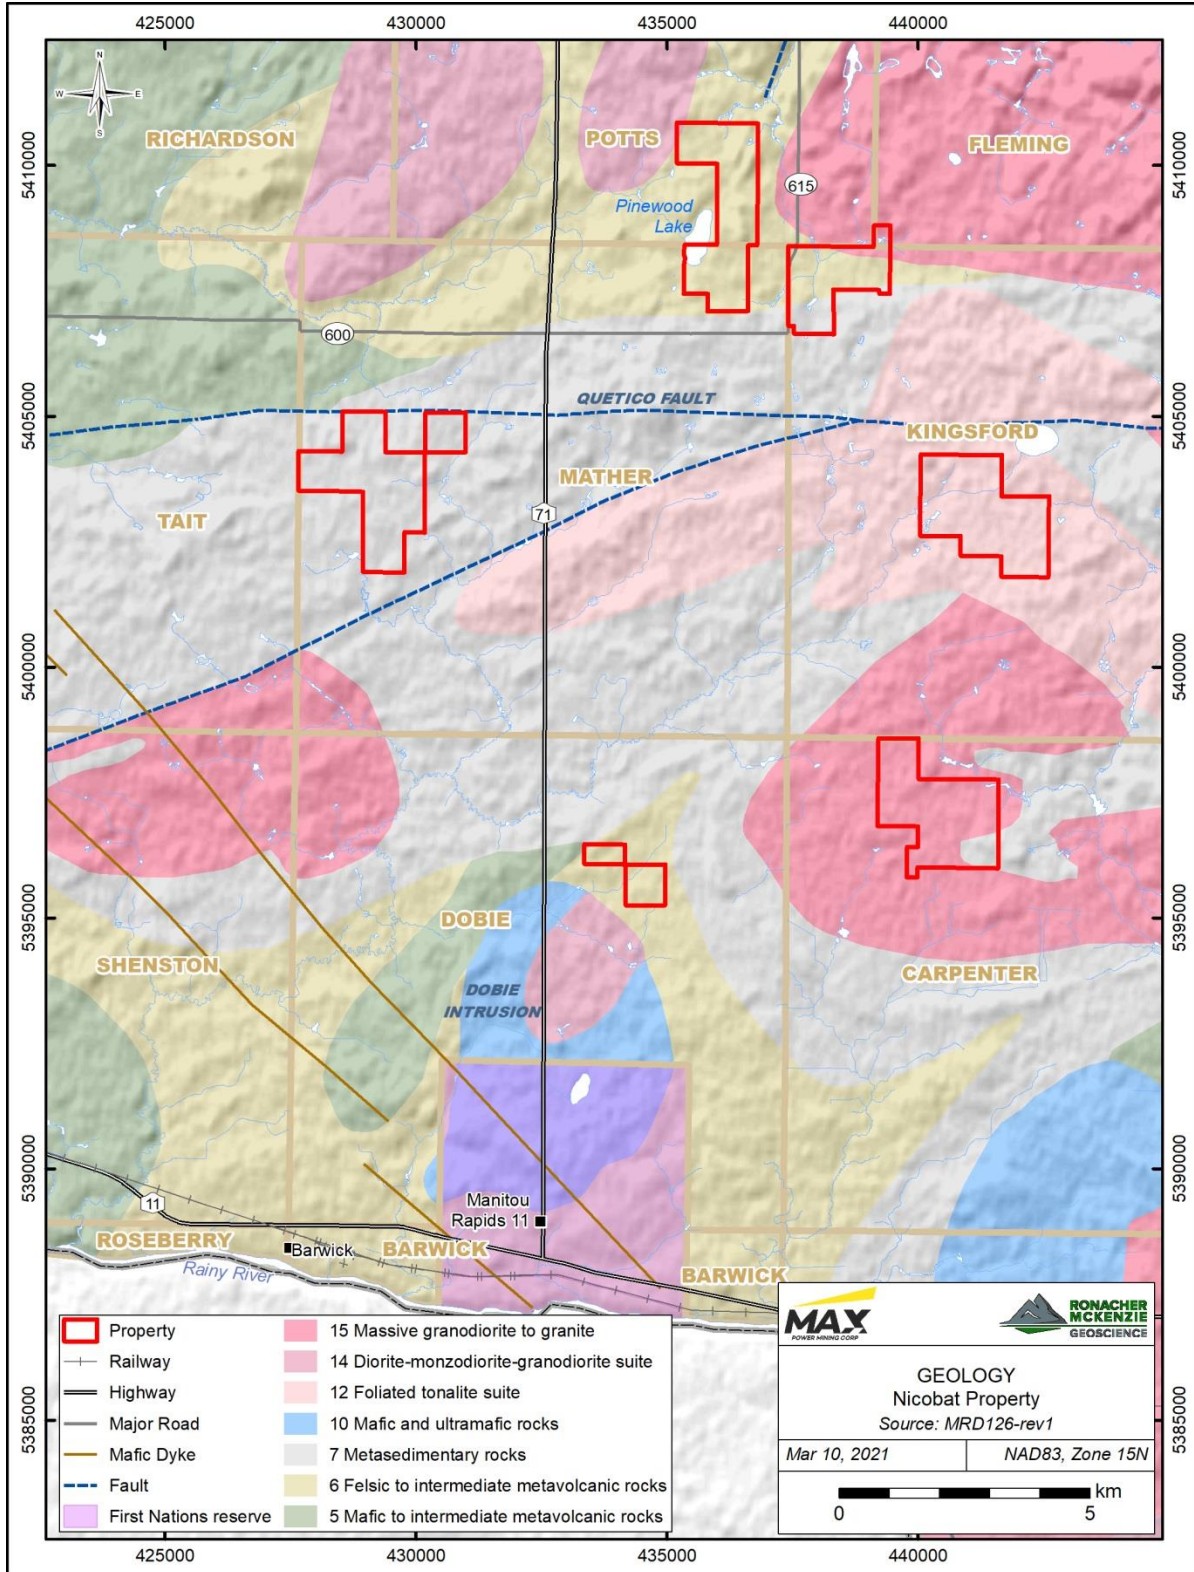 425000 430000 435000 440000
N
W E
S
RICHARDSON
POTTS
FLEMING
5410000
5410000
615
Pinewood
Lake
600
5405000
5405000
QUETICO FAULT
KINGSFORD
MATHER
TAIT
71
5400000
5400000
5395000
5395000
DOBIE
SHENSTON
CARPENTER
DOBIE
INTRUSION
5390000
5390000
11
Manitou
Rapids 11
ROSEBERRY
Barwick
BARWICK
BARWICK
Rainy River
5385000
5385000
Property
Railway
Highway
Major Road
Mafic Dyke
Fault
First Nations reserve
15 Massive granodiorite to granite
14 Diorite-monzodiorite-granodiorite suite
12 Foliated tonalite suite
10 Mafic and ultramafic rocks
7 Metasedimentary rocks
6 Felsic to intermediate metavolcanic rocks
5 Mafic to intermediate metavolcanic rocks
MAX
POWER MINING CORP
RONACHER
MCKENZIE
GEOSCIENCE
GEOLOGY
Nicobat Property
Source: MRD126-rev1
Mar 10, 2021 NAD83, Zone 15N
km
0 5
425000 430000 435000 440000